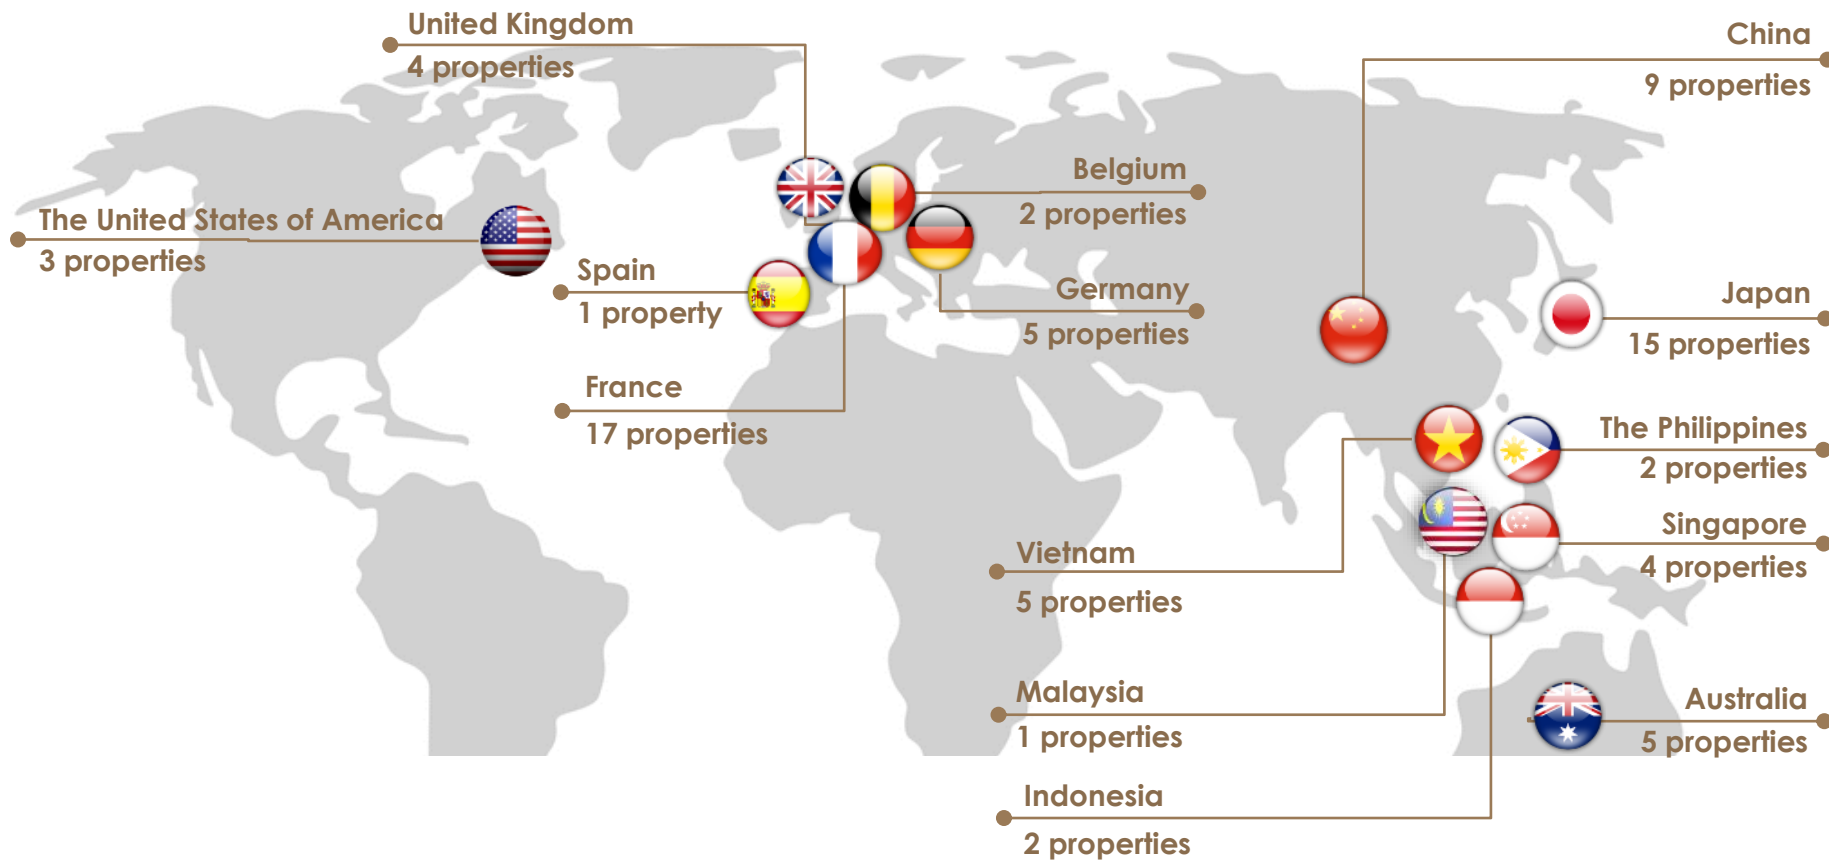 United Kingdom
4 properties
China
9 properties
Belgium
2 properties
The United States of America
3 properties
Spain
1 property
Germany
5 properties
Japan
15 properties
France
17 properties
The Philippines
2 properties
Singapore
4 properties
Vietnam
5 properties
Malaysia
1 properties
Australia
5 properties
Indonesia
2 properties